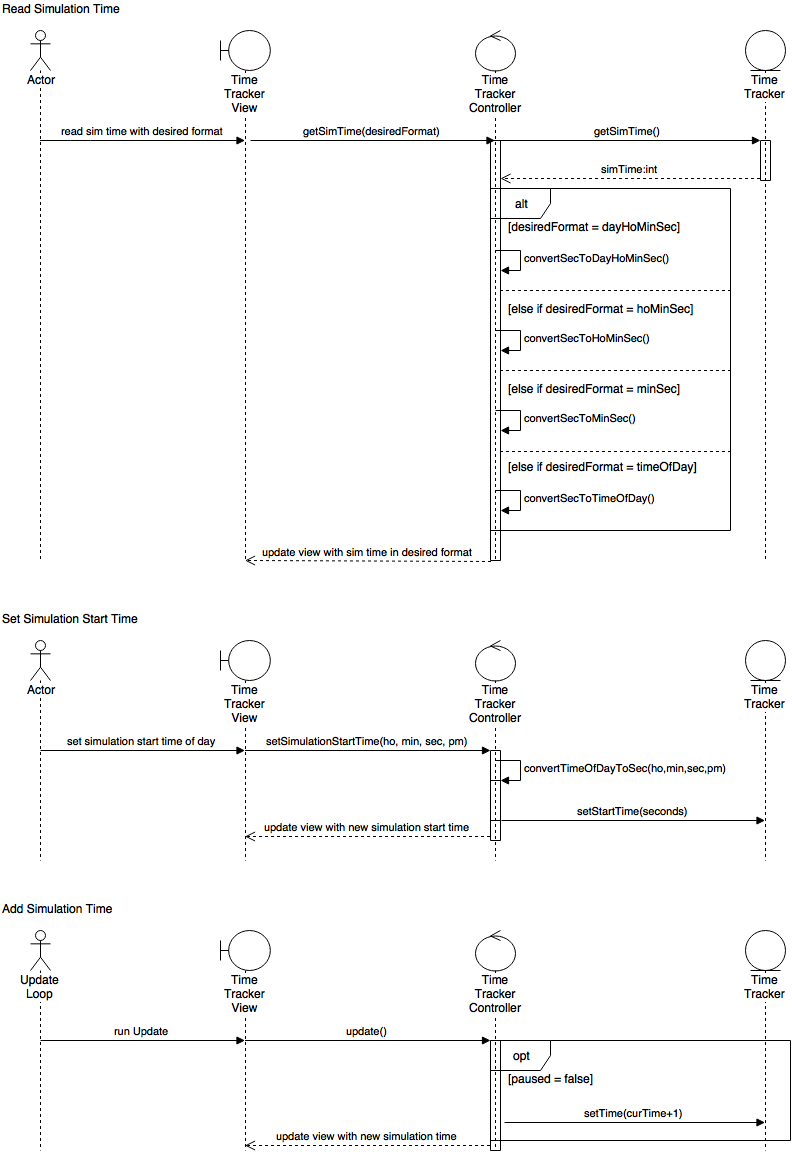 Read Simulation Time
Actor
Time
Tracker
View
Time
Tracker
Controller
Time
Tracker
read sim time with desired format
getSimTime(desiredFormat)
getSimTime()
simTime:int
alt
[desiredFormat = dayHoMinSec]
convertSecToDayHoMinSec()
[else if desiredFormat = hoMinSec]
convertSecToHoMinSec()
[else if desiredFormat = minSec]
convertSecToMinSec()
[else if desiredFormat = timeOfDay]
convertSecToTimeOfDay()
update view with sim time in desired format
Set Simulation Start Time
Actor
Time
Tracker
View
Time
Tracker
Controller
Time
Tracker
set simulation start time of day
setSimulationStartTime(ho, min, sec, pm)
convertTimeOfDayToSec(ho,min,sec,pm)
setStartTime(seconds)
update view with new simulation start time
Add Simulation Time
Update
Loop
Time
Tracker
View
Time
Tracker
Controller
Time
Tracker
run Update
update()
opt
[paused = false]
setTime(curTime+1)
update view with new simulation time